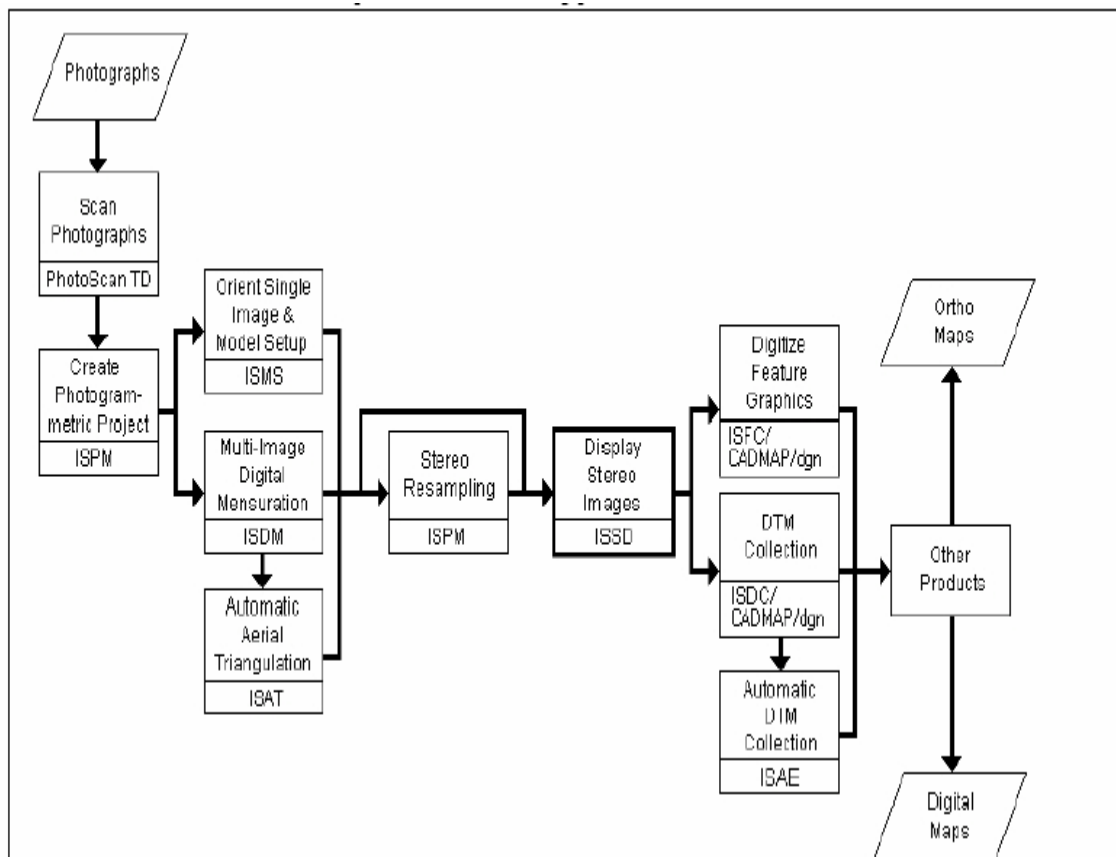 Photographs
Scan
Photographs
PhotoScan TD
Create
Photogram-
metric Project
ISPM
Orient Single
Image &
Model Setup
ISMS
Multi-Image
Digital
Mensuration
ISDM
Automatic
Aerial
Triangulation
ISAT
Stereo
Resampling
ISPM
Display
Stereo
Images
ISSD
Digitize
Feature
Graphics
ISFC/
CADMAP/dgn
DTM
Collection
ISDC/
CADMAP/dgn
Automatic
DTM
Collection
ISAE
Ortho
Maps
Other
Products
Digital
Maps